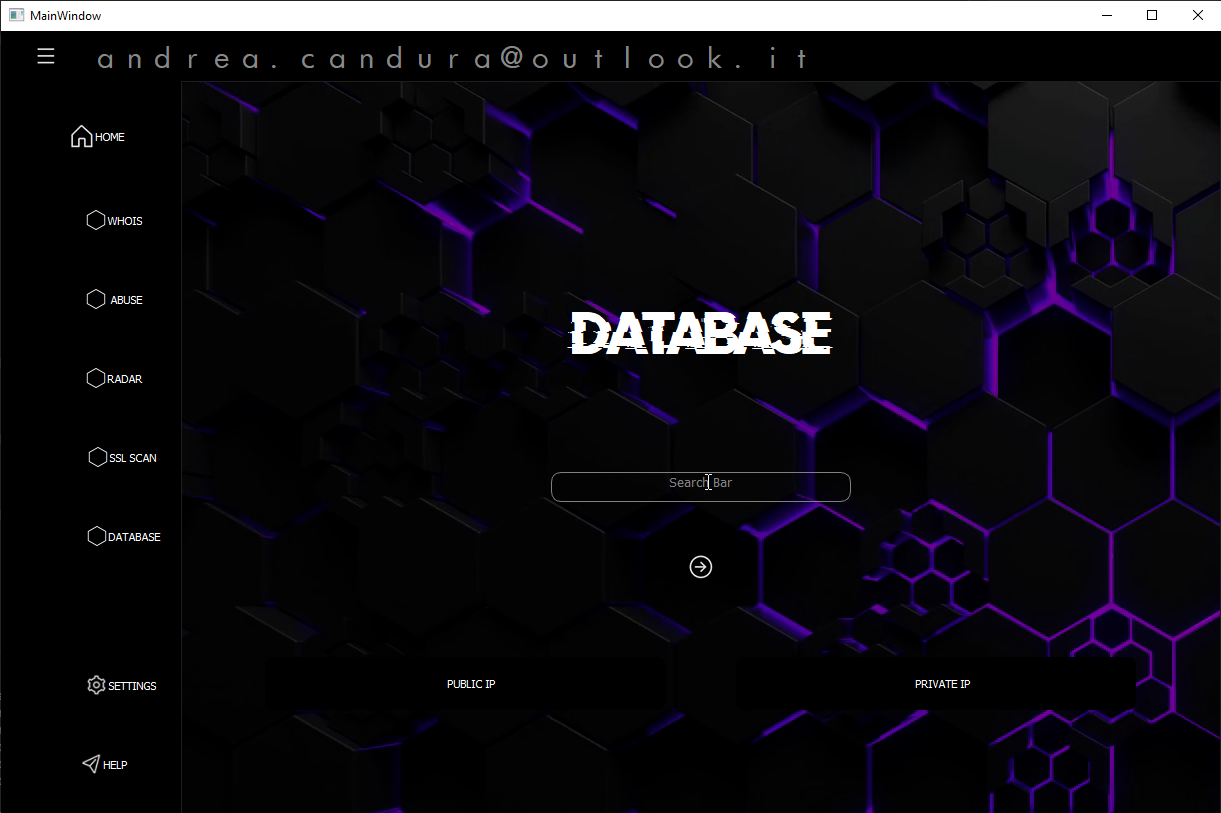 MainWindow
andrea.candura@outlook.it
HOME
WHOIS
ABUSE
RADAR
SSL SCAN
DATABASE
SETTINGS
HELP
DATABASE
Search Bar
PUBLIC IP
PRIVATE IP